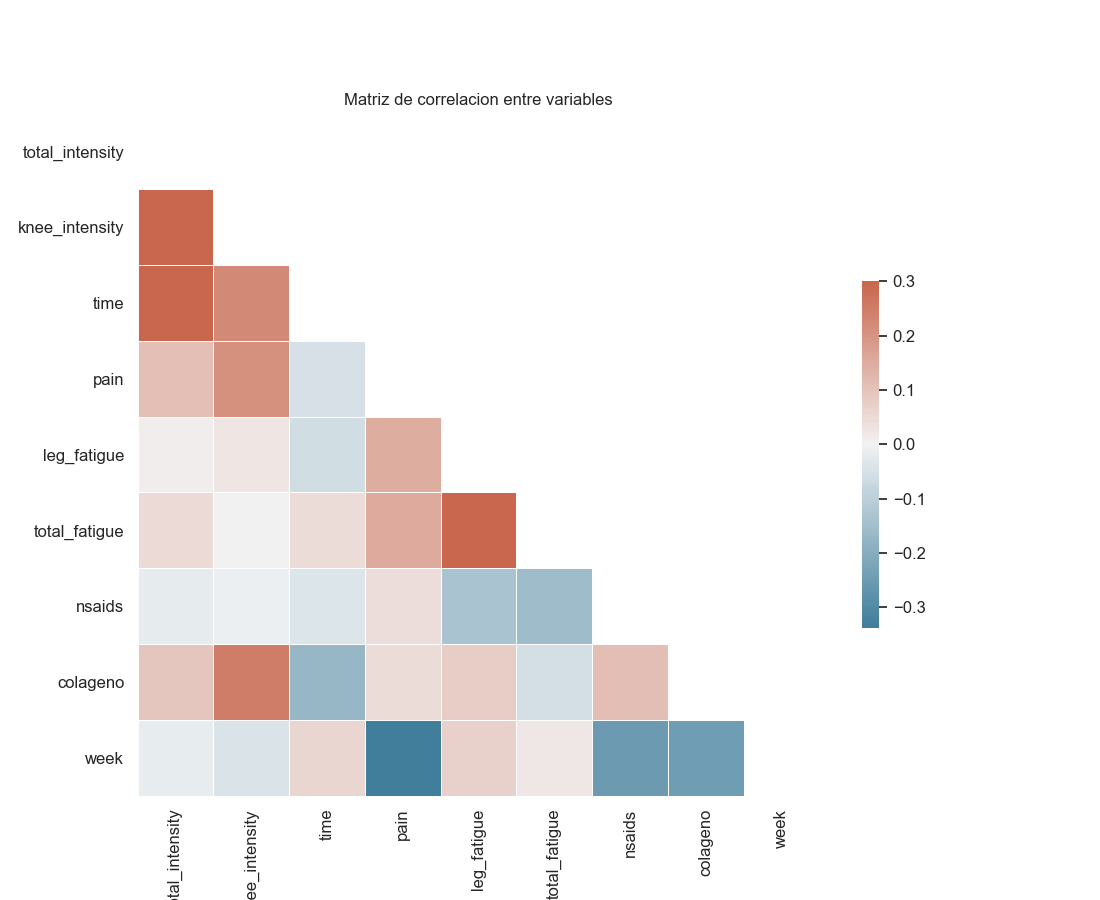 Matriz de correlacion entre variables
total_intensity
knee_intensity
time
pain
leg_fatigue
total_fatigue
nsaids
colageno
week
0.3
0.2
0.1
0.0
−0.1
−0.2
−0.3
otal_intensity
ee_intensity
time
pain
leg_fatigue
total_fatigue
nsaids
colageno
week